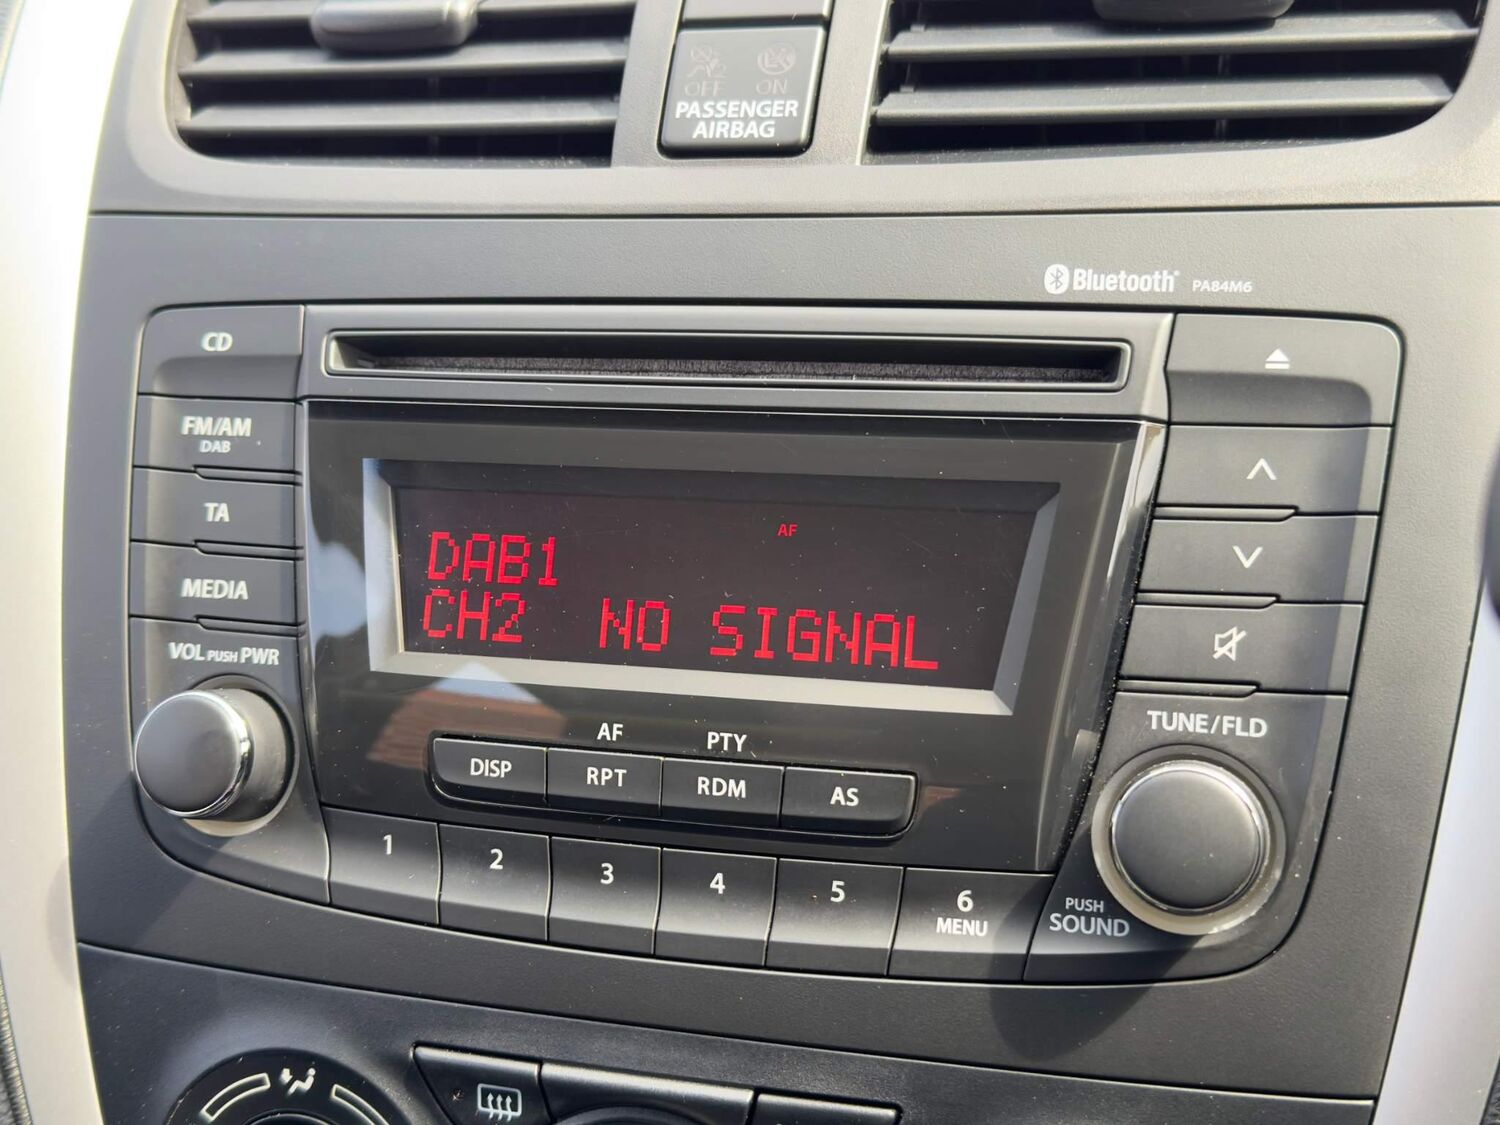 OFF ON
PASSENGER
AIRBAG
Bluetooth® PA84M6
CD
FM/AM
DAB
TA
MEDIA
VOL PUSH PWR
AF
DAB1
CH2 NO SIGNAL
AF PTY
DISP RPT RDM AS
TUNE/FLD
1 2 3 4 5 6
MENU
PUSH
SOUND